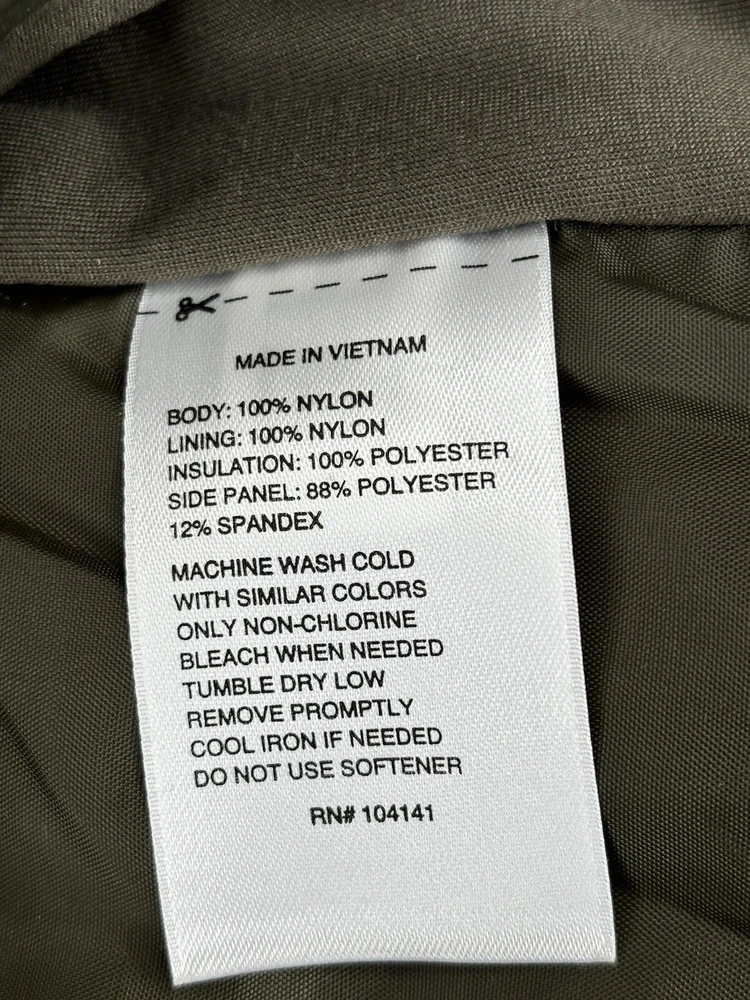 MADE IN VIETNAM
BODY: 100% NYLON
LINING: 100% NYLON
INSULATION: 100% POLYESTER
SIDE PANEL: 88% POLYESTER
12% SPANDEX
MACHINE WASH COLD
WITH SIMILAR COLORS
ONLY NON-CHLORINE
BLEACH WHEN NEEDED
TUMBLE DRY LOW
REMOVE PROMPTLY
COOL IRON IF NEEDED
DO NOT USE SOFTENER
RN# 104141